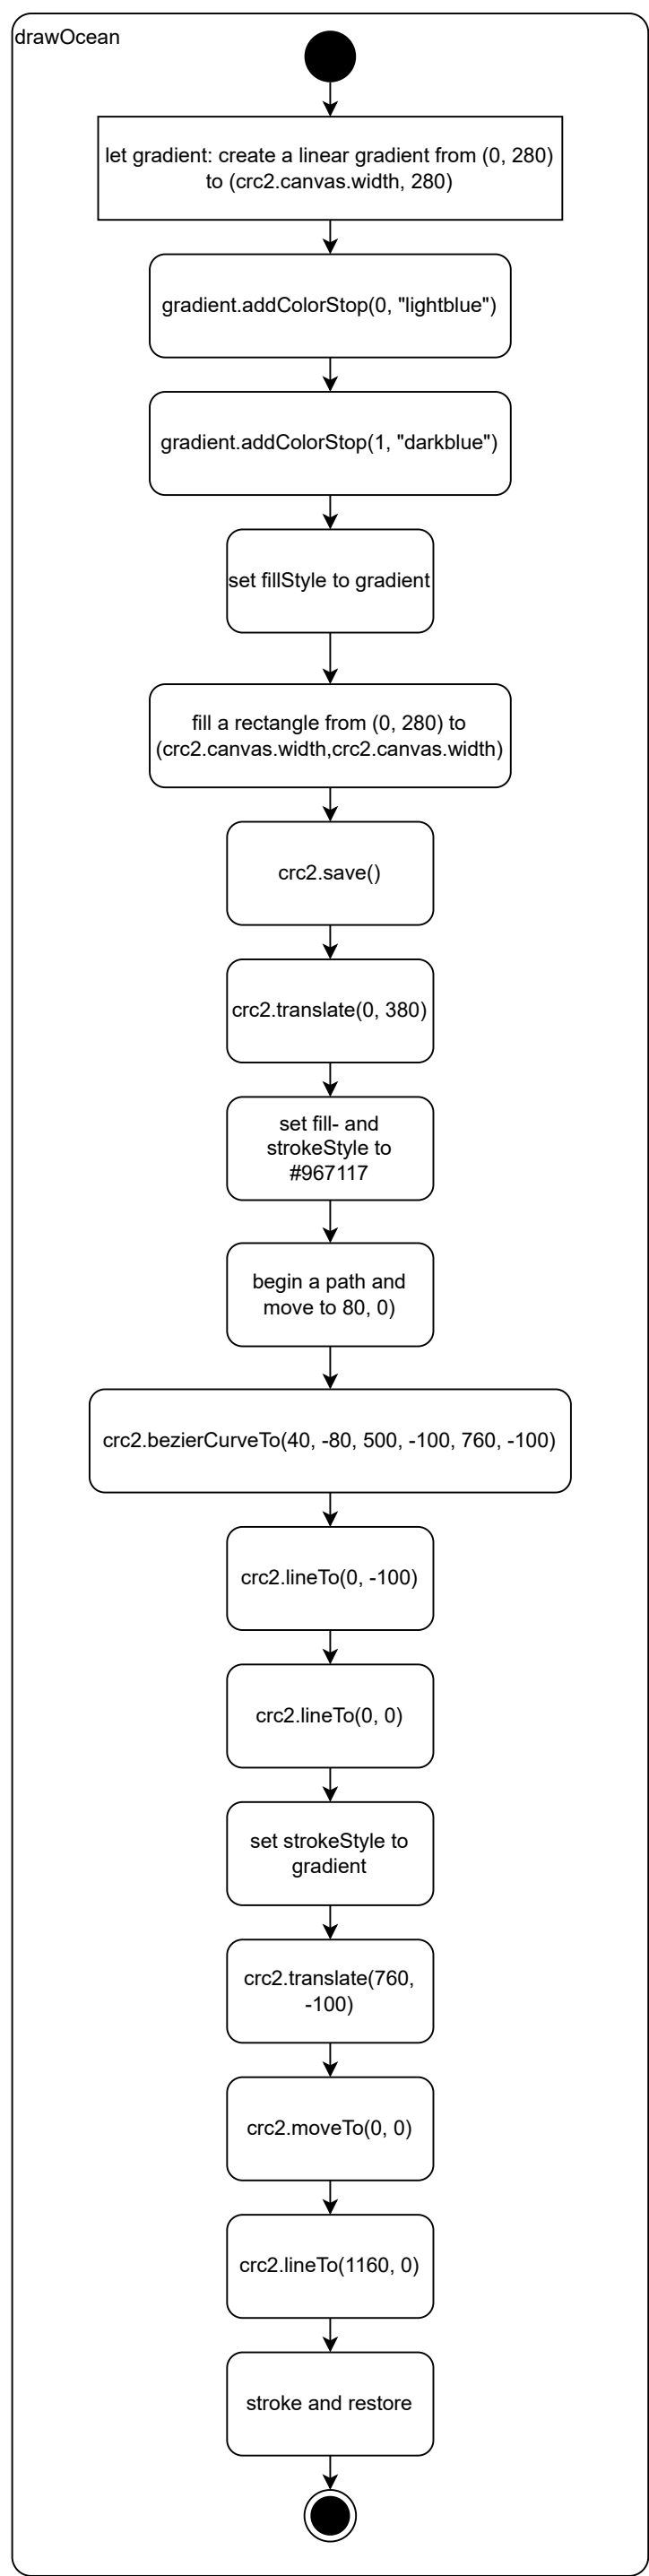 drawOcean
let gradient: create a linear gradient from (0, 280)
to (crc2.canvas.width, 280)
gradient.addColorStop(0, "lightblue")
gradient.addColorStop(1, "darkblue")
set fillStyle to gradient
fill a rectangle from (0, 280) to
(crc2.canvas.width,crc2.canvas.width)
crc2.save()
crc2.translate(0, 380)
set fill- and
strokeStyle to
#967117
begin a path and
move to 80, 0)
crc2.bezierCurveTo(40, -80, 500, -100, 760, -100)
crc2.lineTo(0, -100)
crc2.lineTo(0, 0)
set strokeStyle to
gradient
crc2.translate(760,
-100)
crc2.moveTo(0, 0)
crc2.lineTo(1160, 0)
stroke and restore